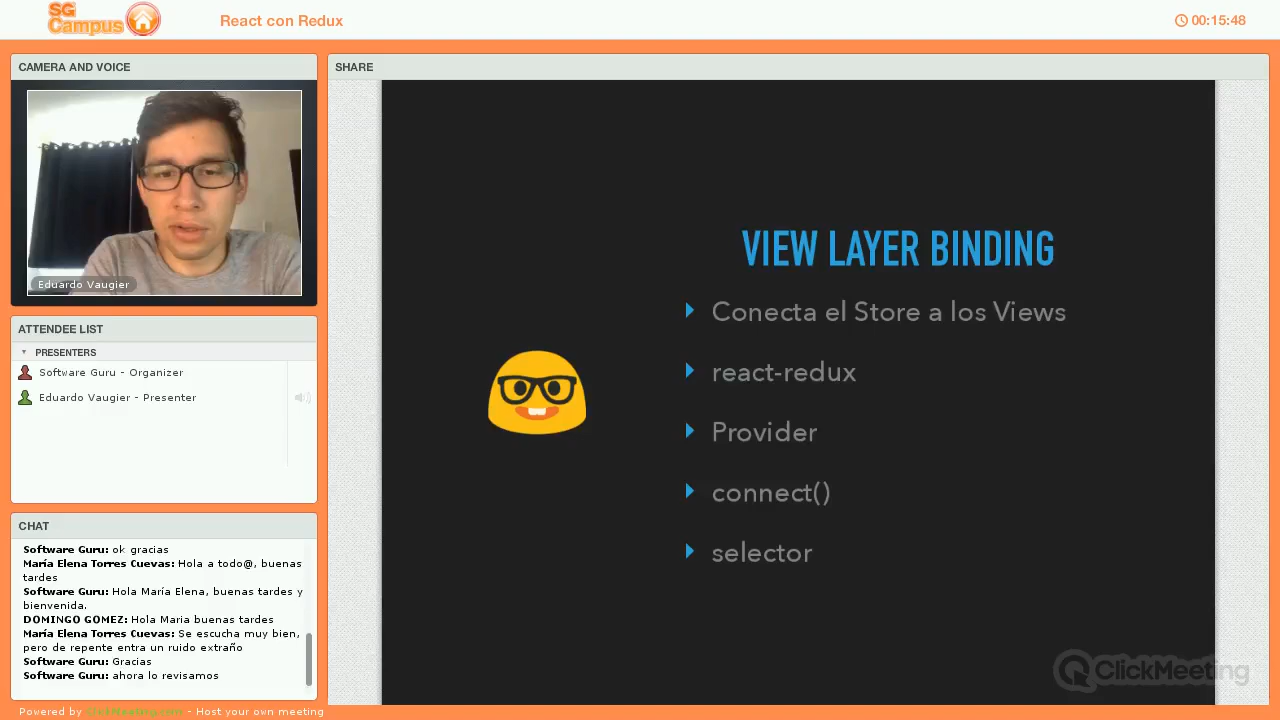 SG
Campus
React con Redux
00:15:48
CAMERA AND VOICE
Eduardo Vaugier
ATTENDEE LIST
PRESENTERS
Software Guru - Organizer
Eduardo Vaugier - Presenter
CHAT
Software Guru: ok gracias
María Elena Torres Cuevas: Hola a todo@, buenas
tardes
Software Guru: Hola María Elena, buenas tardes y
bienvenida.
DOMINGO GOMEZ: Hola Maria buenas tardes
María Elena Torres Cuevas: Se escucha muy bien,
pero de repente entra un ruido extraño
Software Guru: Gracias
Software Guru: ahora lo revisamos
Powered by ClickMeeting.com - Host your own meeting
SHARE
VIEW LAYER BINDING
Conecta el Store a los Views
react-redux
Provider
connect()
selector
ClickMeeting